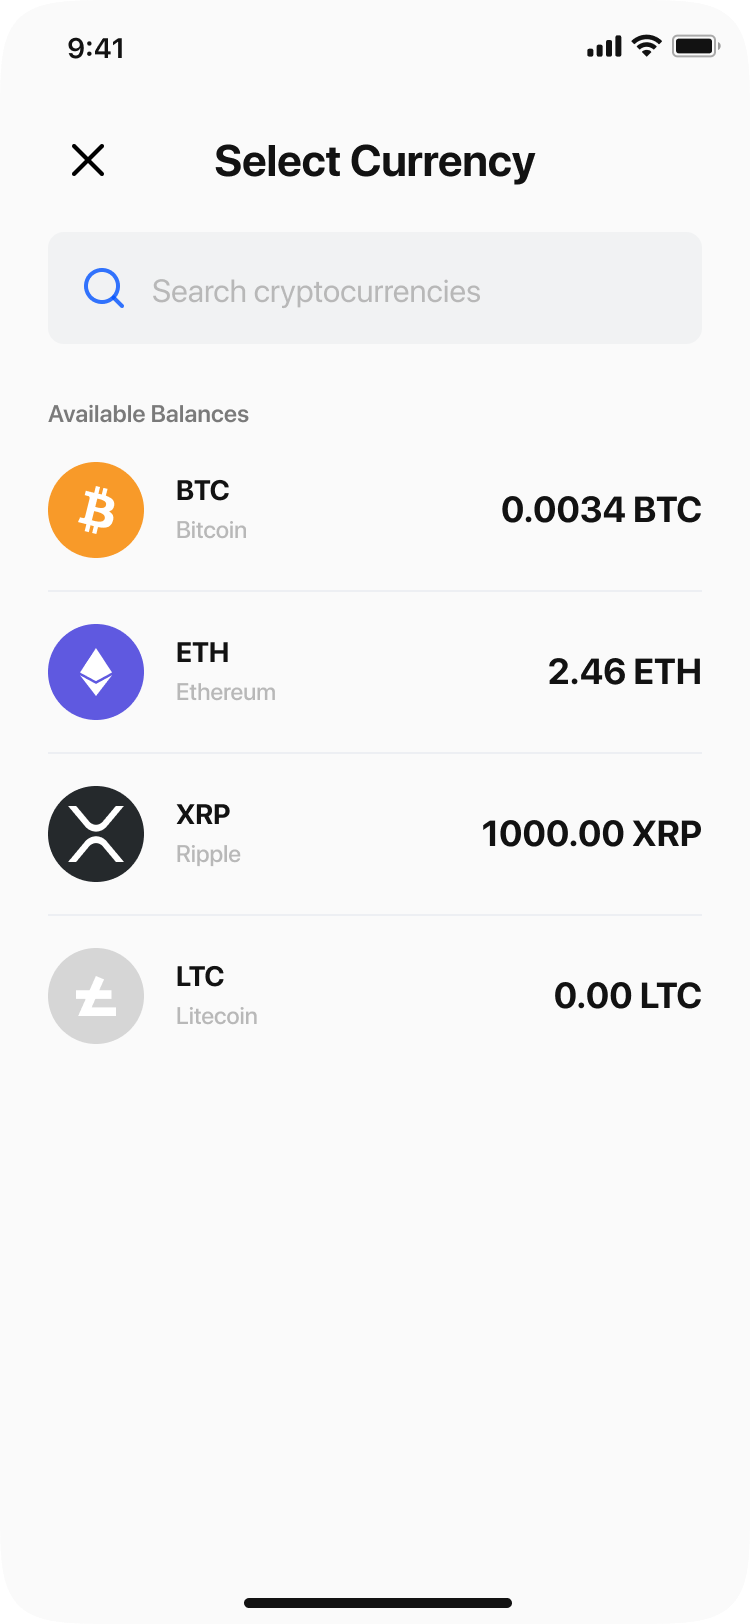 9:41
Select Currency
Search cryptocurrencies
Available Balances
BTC
Bitcoin
0.0034 BTC
ETH
Ethereum
2.46 ETH
XRP
Ripple
1000.00 XRP
LTC
Litecoin
0.00 LTC